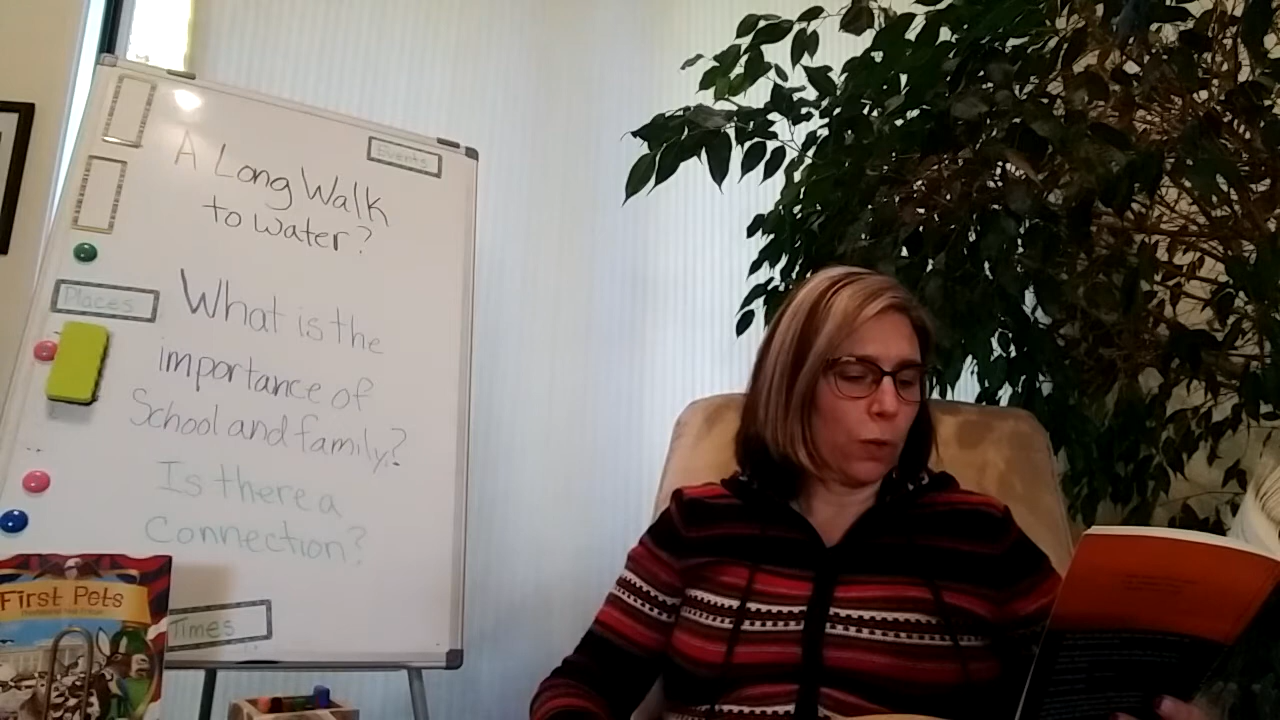 Events
A Long Walk
to Water?
Places
What is the
importance of
School and family?
Is there a
Connection?
First Pets
Times